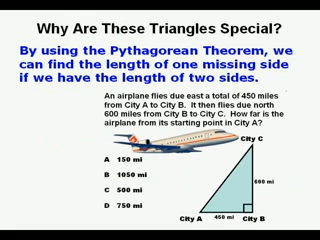 Why Are These Triangles Special?
By using the Pythagorean Theorem, we
can find the length of one missing side
if we have the length of two sides.
An airplane flies due east a total of 450 miles
from City A to City B. It then flies due north
600 miles from City B to City C. How far is the
airplane from its starting point in City A?
City C
A 150 mi
B 1050 mi
600 mi
C 500 mi
D 750 mi
City A 450 mi City B